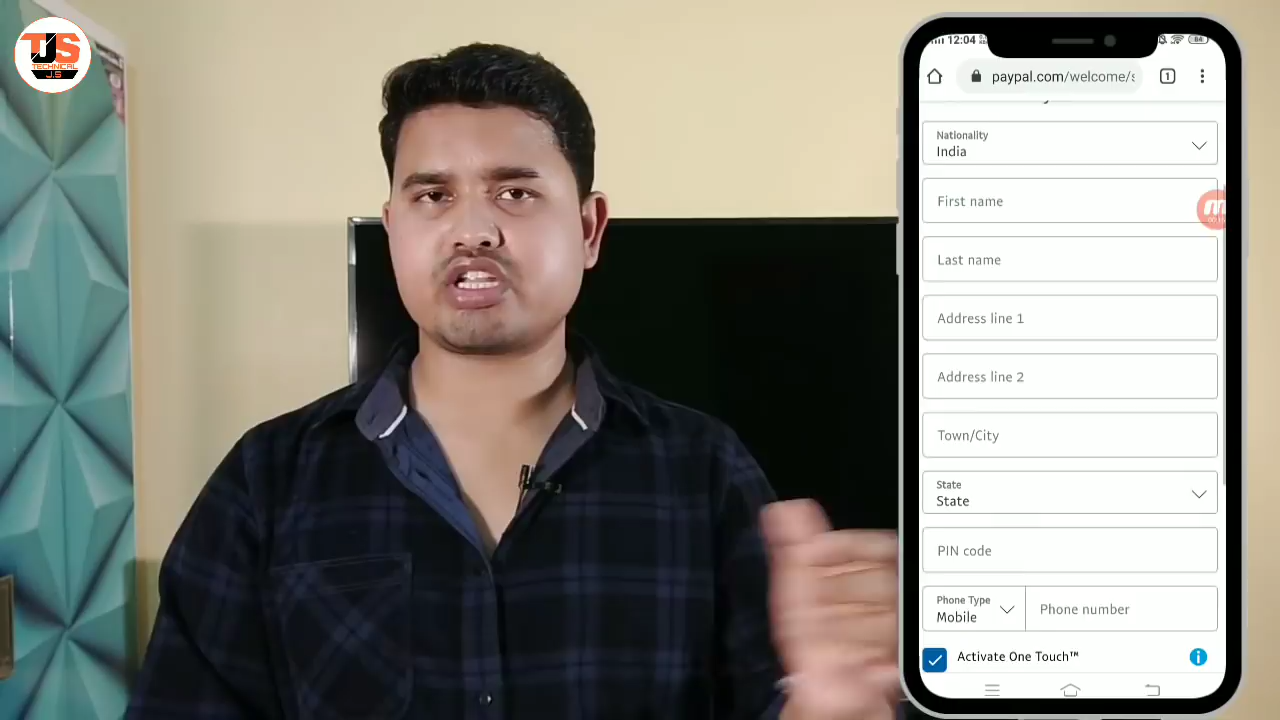 TJS
TECHNICAL
J.S
12:04
64
paypal.com/welcome/s
1
Nationality
India
First name
Last name
Address line 1
Address line 2
Town/City
State
State
PIN code
Phone Type
Mobile
Phone number
Activate One Touch™